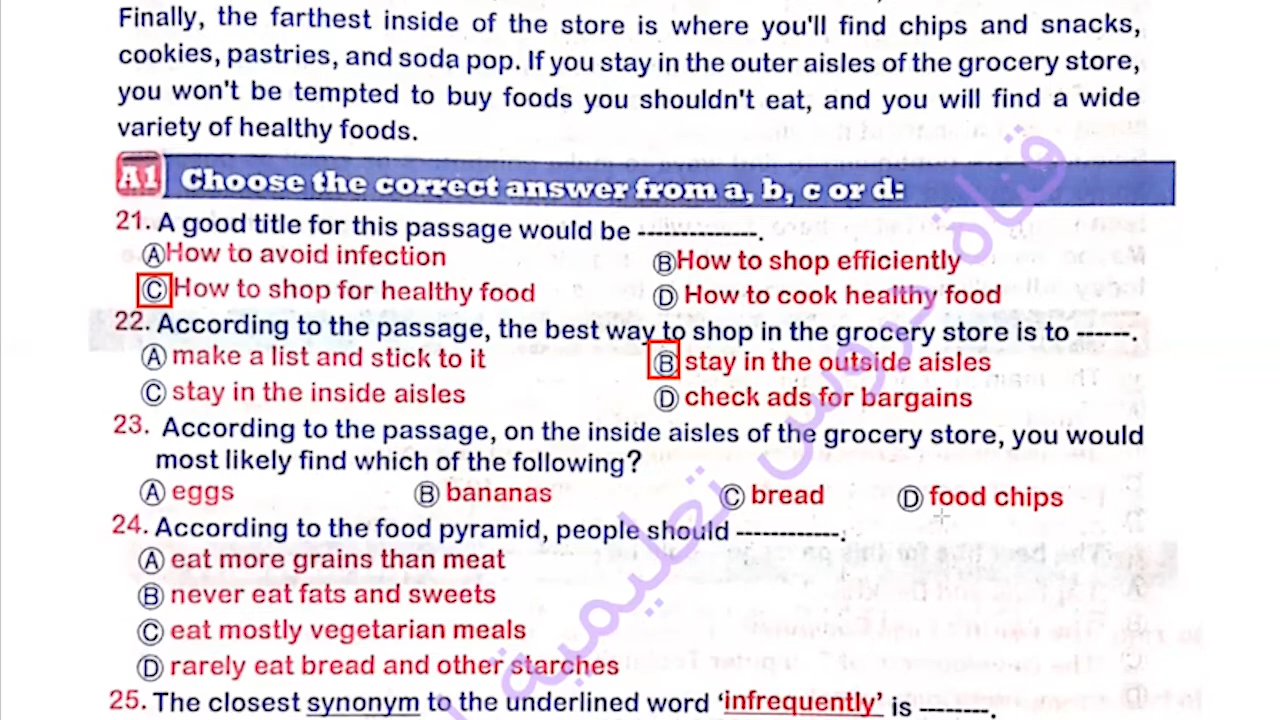 Finally, the farthest inside of the store is where you'll find chips and snacks,
cookies, pastries, and soda pop. If you stay in the outer aisles of the grocery store,
you won't be tempted to buy foods you shouldn't eat, and you will find a wide
variety of healthy foods.
A1 Choose the correct answer from a, b, c or d:
21. A good title for this passage would be -------------.
Ⓐ How to avoid infection Ⓑ How to shop efficiently
Ⓒ How to shop for healthy food Ⓓ How to cook healthy food
22. According to the passage, the best way to shop in the grocery store is to -------.
Ⓐ make a list and stick to it Ⓑ stay in the outside aisles
Ⓒ stay in the inside aisles Ⓓ check ads for bargains
23. According to the passage, on the inside aisles of the grocery store, you would
most likely find which of the following?
Ⓐ eggs Ⓑ bananas Ⓒ bread Ⓓ food chips
24. According to the food pyramid, people should ------------:
Ⓐ eat more grains than meat
Ⓑ never eat fats and sweets
Ⓒ eat mostly vegetarian meals
Ⓓ rarely eat bread and other starches
25. The closest synonym to the underlined word 'infrequently' is --------.
قناة دروس تعليمية